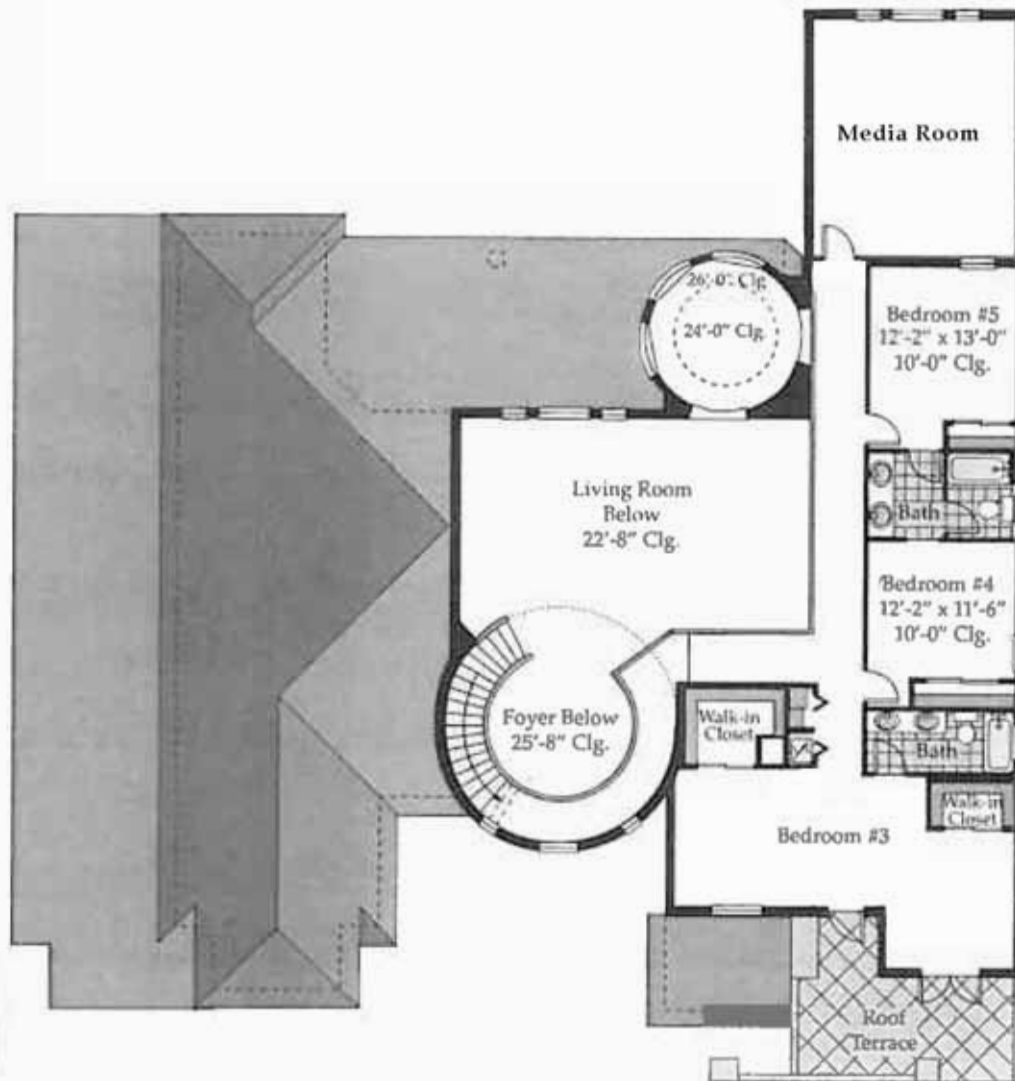 Media Room
26'-0" Clg.
24'-0" Clg.
Bedroom #5
12'-2" x 13'-0"
10'-0" Clg.
Living Room
Below
22'-8" Clg.
Bath
Bedroom #4
12'-2" x 11'-6"
10'-0" Clg.
Foyer Below
25'-8" Clg.
Walk-in
Closet
Bath
Walk-in
Closet
Bedroom #3
Roof
Terrace